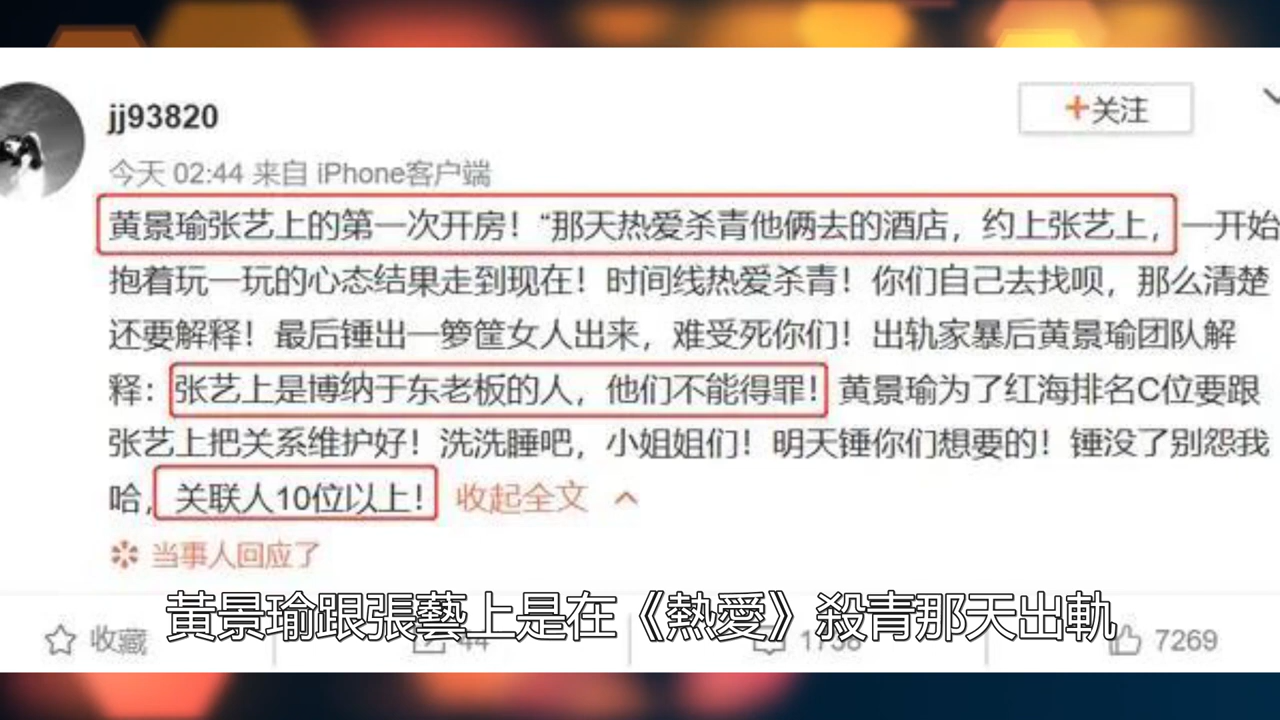 jj93820
+关注
今天 02:44 来自 iPhone客户端
黄景瑜张艺上的第一次开房！“那天热爱杀青他俩去的酒店，约上张艺上，一开始
抱着玩一玩的心态结果走到现在！时间线热爱杀青！你们自己去找呗，那么清楚
还要解释！最后锤出一箩筐女人出来，难受死你们！出轨家暴后黄景瑜团队解
释：张艺上是博纳于东老板的人，他们不能得罪！黄景瑜为了红海排名C位要跟
张艺上把关系维护好！洗洗睡吧，小姐姐们！明天锤你们想要的！锤没了别怨我
哈，关联人10位以上！ 收起全文
当事人回应了
黃景瑜跟張藝上是在《熱愛》殺青那天出軌
收藏
44
7269